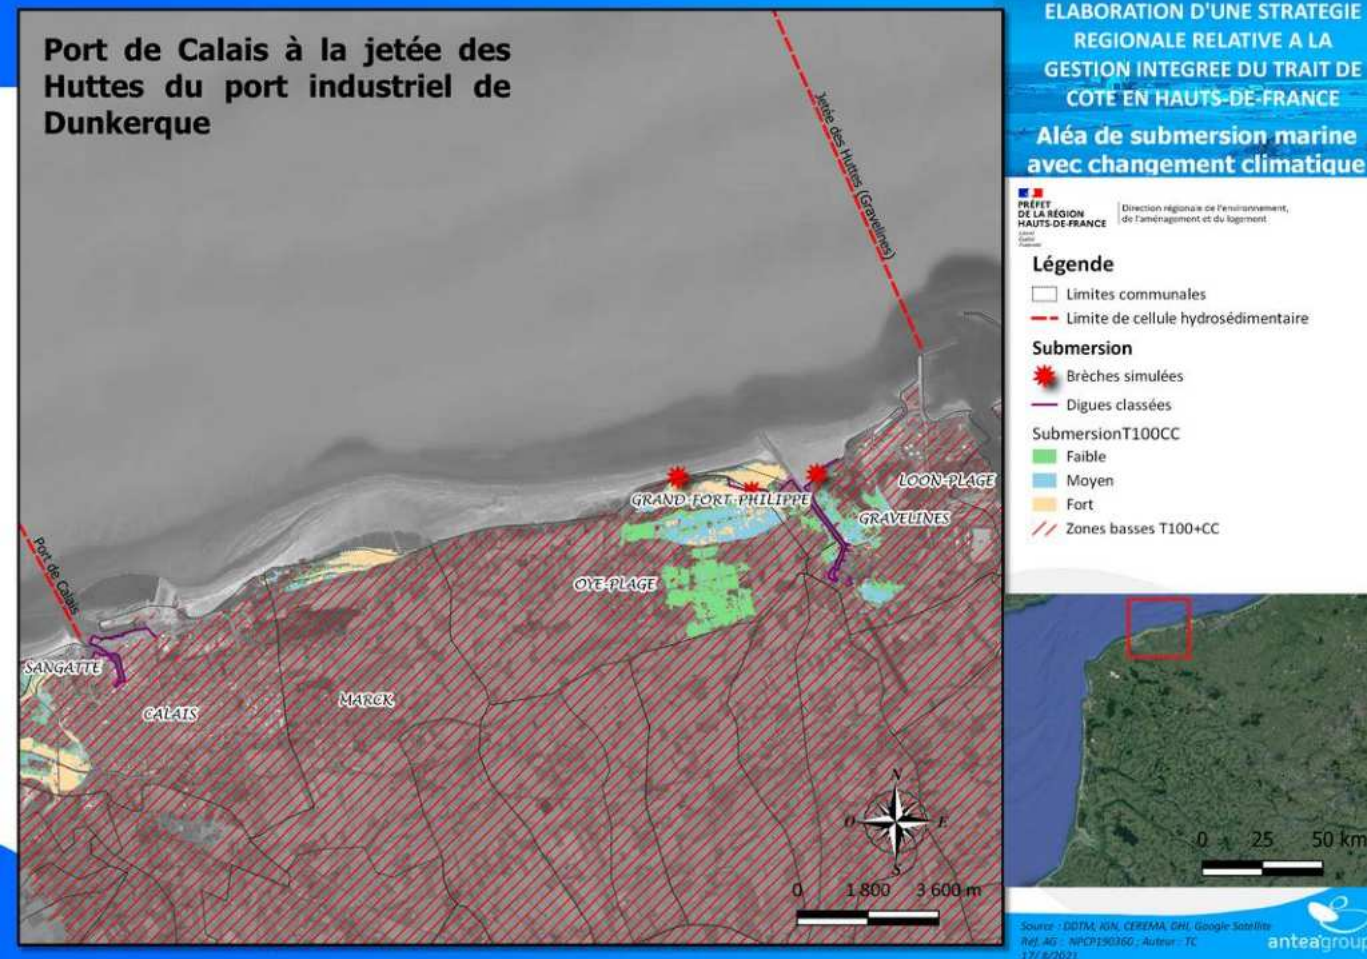 Port de Calais à la jetée des
Huttes du port industriel de
Dunkerque
Jetée des Huttes (Gravelines)
Port de Calais
SANGATTE
CALAIS
MARCK
OYE-PLAGE
GRAND-FORT-PHILIPPE
GRAVELINES
LOON-PLAGE
N
O
E
S
0 1 800 3 600 m
ELABORATION D'UNE STRATEGIE
REGIONALE RELATIVE A LA
GESTION INTEGREE DU TRAIT DE
COTE EN HAUTS-DE-FRANCE
Aléa de submersion marine
avec changement climatique
PRÉFET
DE LA RÉGION
HAUTS-DE-FRANCE
Direction régionale de l'environnement,
de l'aménagement et du logement
Légende
Limites communales
Limite de cellule hydrosédimentaire
Submersion
Brèches simulées
Digues classées
SubmersionT100CC
Faible
Moyen
Fort
Zones basses T100+CC
0 25 50 km
Source : DDTM, IGN, CEREMA, DHI, Google Satellite
Réf. AG : NPCP190360 ; Auteur : TC
anteagroup